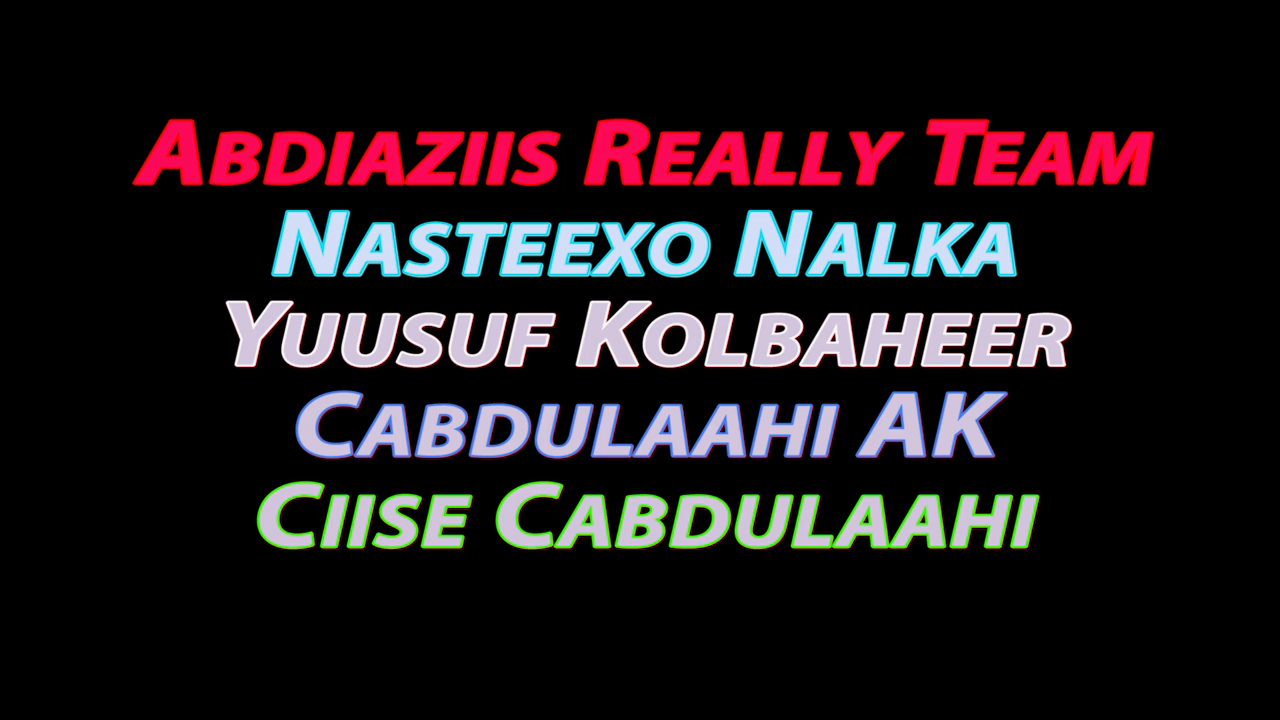 Abdiaziis Really Team
Nasteexo Nalka
Yuusuf Kolbaheer
Cabdulaahi AK
Ciise Cabdulaahi